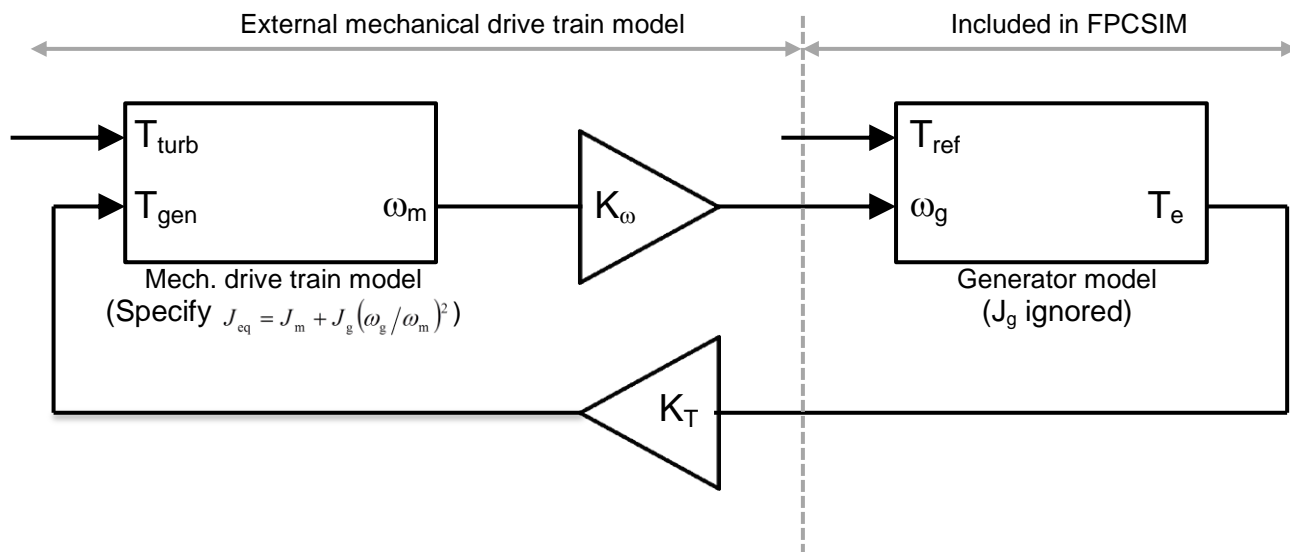 External mechanical drive train model
Included in FPCSIM
T_turb
T_gen
ω_m
K_ω
T_ref
ω_g
T_e
Mech. drive train model
(Specify J_eq = J_m + J_g(ω_g/ω_m)²)
Generator model
(J_g ignored)
K_T